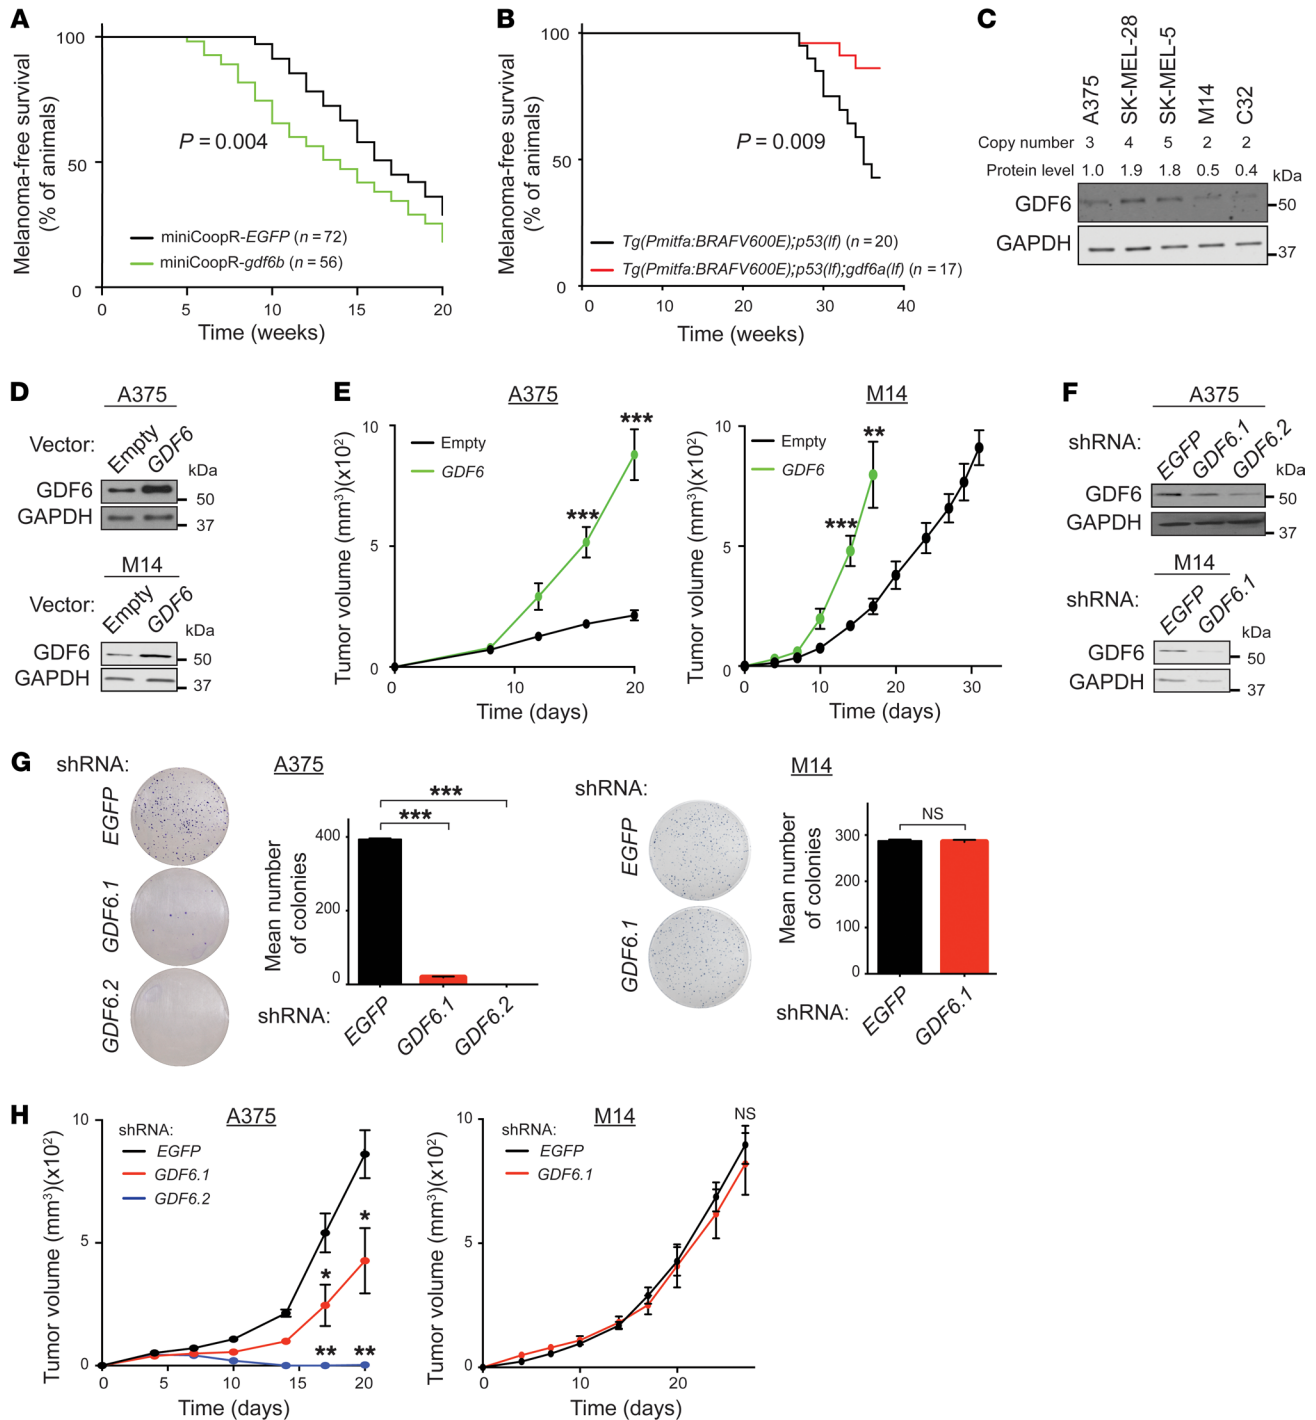 A
Melanoma-free survival
(% of animals)
100
50
0
P = 0.004
miniCoopR-EGFP (n = 72)
miniCoopR-gdf6b (n = 56)
0 5 10 15 20
Time (weeks)
B
Melanoma-free survival
(% of animals)
100
50
0
P = 0.009
Tg(Pmitfa:BRAFV600E);p53(lf) (n = 20)
Tg(Pmitfa:BRAFV600E);p53(lf);gdf6a(lf) (n = 17)
0 10 20 30 40
Time (weeks)
C
A375 SK-MEL-28 SK-MEL-5 M14 C32
Copy number 3 4 5 2 2
Protein level 1.0 1.9 1.8 0.5 0.4 kDa
GDF6 50
GAPDH 37
D
A375
Vector: Empty GDF6
kDa
GDF6 50
GAPDH 37
M14
Vector: Empty GDF6
kDa
GDF6 50
GAPDH 37
E
A375
Tumor volume (mm³)(x10²)
10
5
0
Empty
GDF6
***
***
0 10 20
Time (days)
M14
Tumor volume (mm³)(x10²)
10
5
0
Empty
GDF6
**
***
0 10 20 30
Time (days)
F
A375
shRNA: EGFP GDF6.1 GDF6.2
kDa
GDF6 50
GAPDH 37
M14
shRNA: EGFP GDF6.1
kDa
GDF6 50
GAPDH 37
G
shRNA:
EGFP
GDF6.1
GDF6.2
A375
Mean number
of colonies
400
200
0
***
***
shRNA: EGFP GDF6.1 GDF6.2
shRNA:
EGFP
GDF6.1
M14
Mean number
of colonies
300
200
100
0
NS
shRNA: EGFP GDF6.1
H
A375
Tumor volume (mm³)(x10²)
10
5
0
shRNA:
EGFP
GDF6.1
GDF6.2
*
*
** **
0 5 10 15 20
Time (days)
M14
Tumor volume (mm³)(x10²)
10
5
0
shRNA:
EGFP
GDF6.1
NS
0 10 20
Time (days)